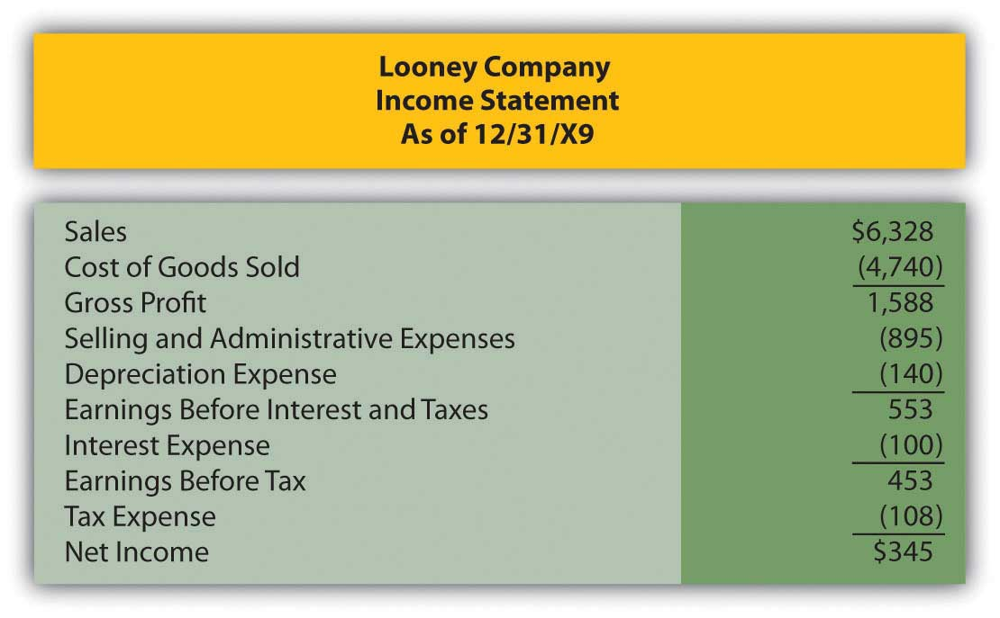 Looney Company
Income Statement
As of 12/31/X9
Sales $6,328
Cost of Goods Sold (4,740)
Gross Profit 1,588
Selling and Administrative Expenses (895)
Depreciation Expense (140)
Earnings Before Interest and Taxes 553
Interest Expense (100)
Earnings Before Tax 453
Tax Expense (108)
Net Income $345